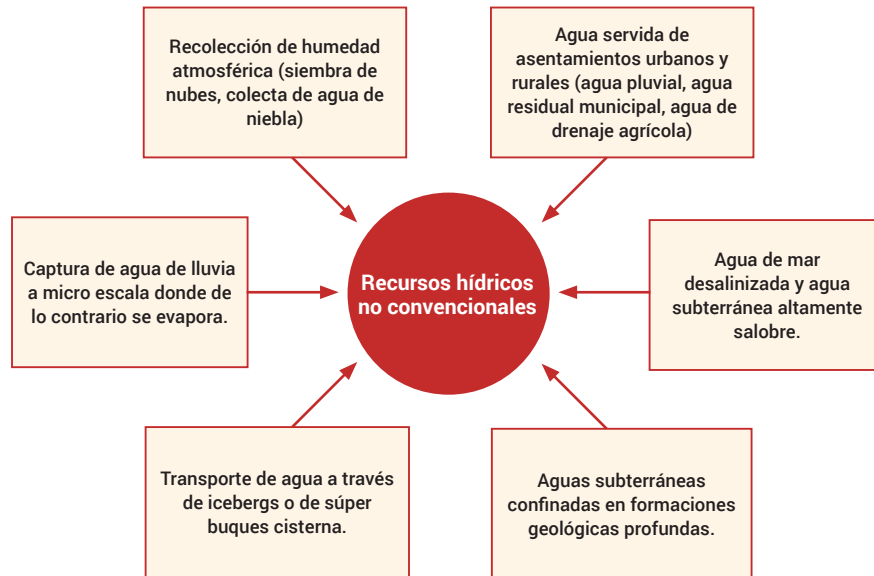 Recolección de humedad
atmosférica (siembra de
nubes, colecta de agua de
niebla)
Agua servida de
asentamientos urbanos y
rurales (agua pluvial, agua
residual municipal, agua de
drenaje agrícola)
Captura de agua de lluvia
a micro escala donde de
lo contrario se evapora.
Recursos hídricos
no convencionales
Agua de mar
desalinizada y agua
subterránea altamente
salobre.
Transporte de agua a través
de icebergs o de súper
buques cisterna.
Aguas subterráneas
confinadas en formaciones
geológicas profundas.